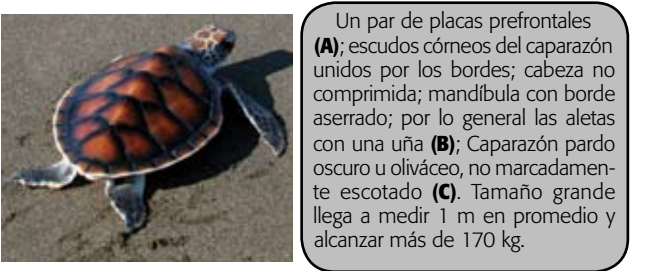 Un par de placas prefrontales
(A); escudos córneos del caparazón
unidos por los bordes; cabeza no
comprimida; mandíbula con borde
aserrado; por lo general las aletas
con una uña (B); Caparazón pardo
oscuro u oliváceo, no marcadamen-
te escotado (C). Tamaño grande
llega a medir 1 m en promedio y
alcanzar más de 170 kg.